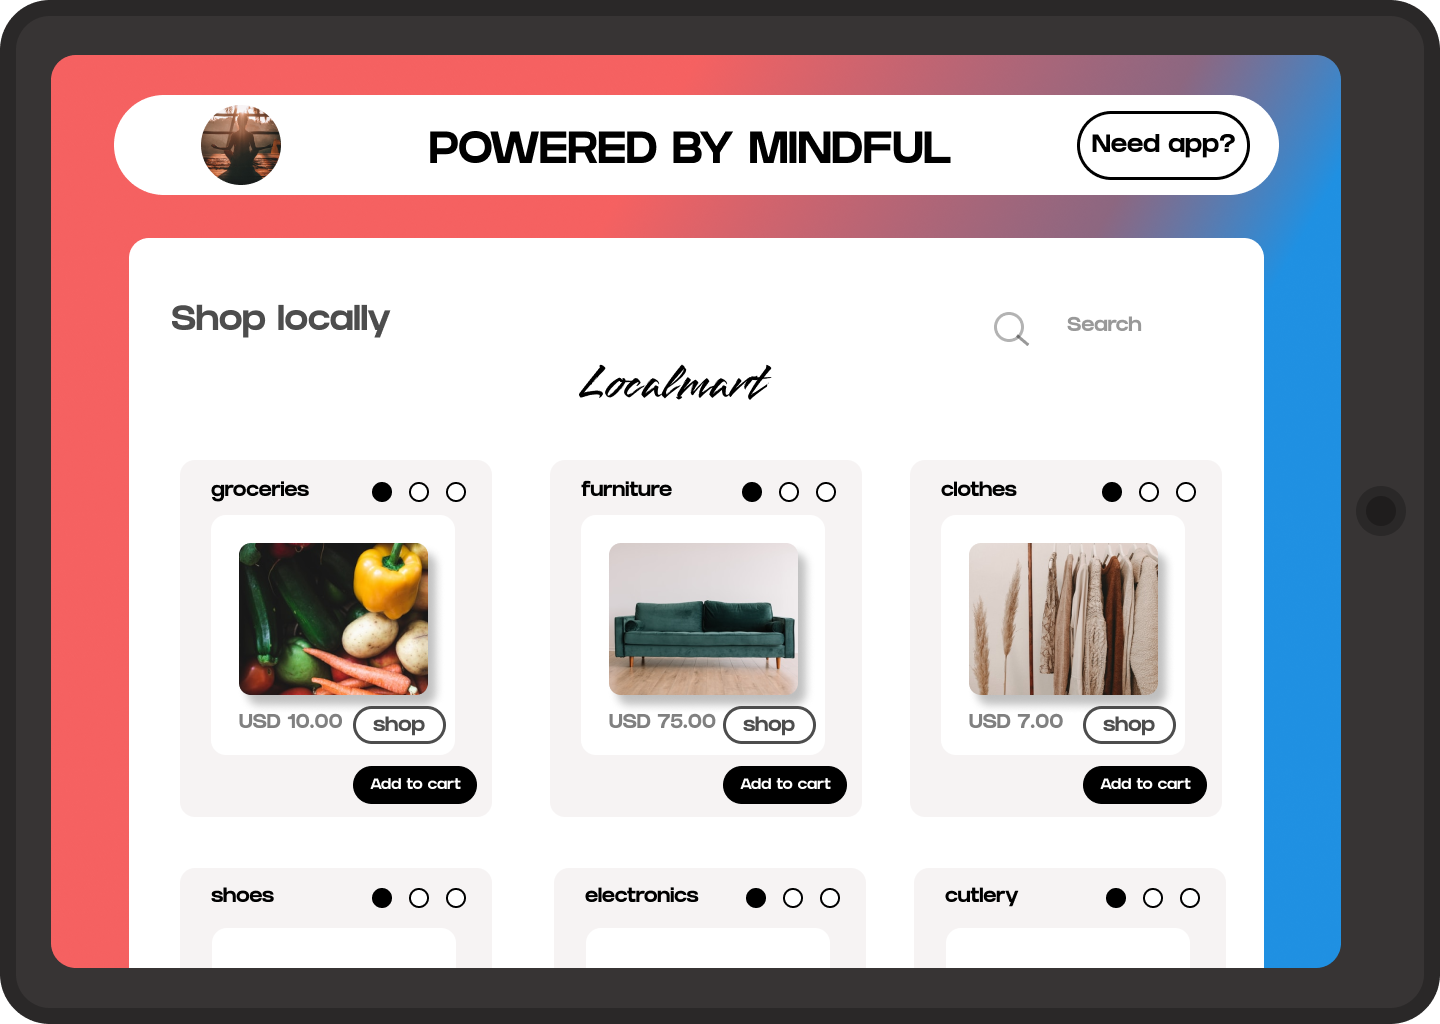 POWERED BY MINDFUL
Need app?
Shop locally
Search
Localmart
groceries
furniture
clothes
USD 10.00
shop
USD 75.00
shop
USD 7.00
shop
Add to cart
Add to cart
Add to cart
shoes
electronics
cutlery